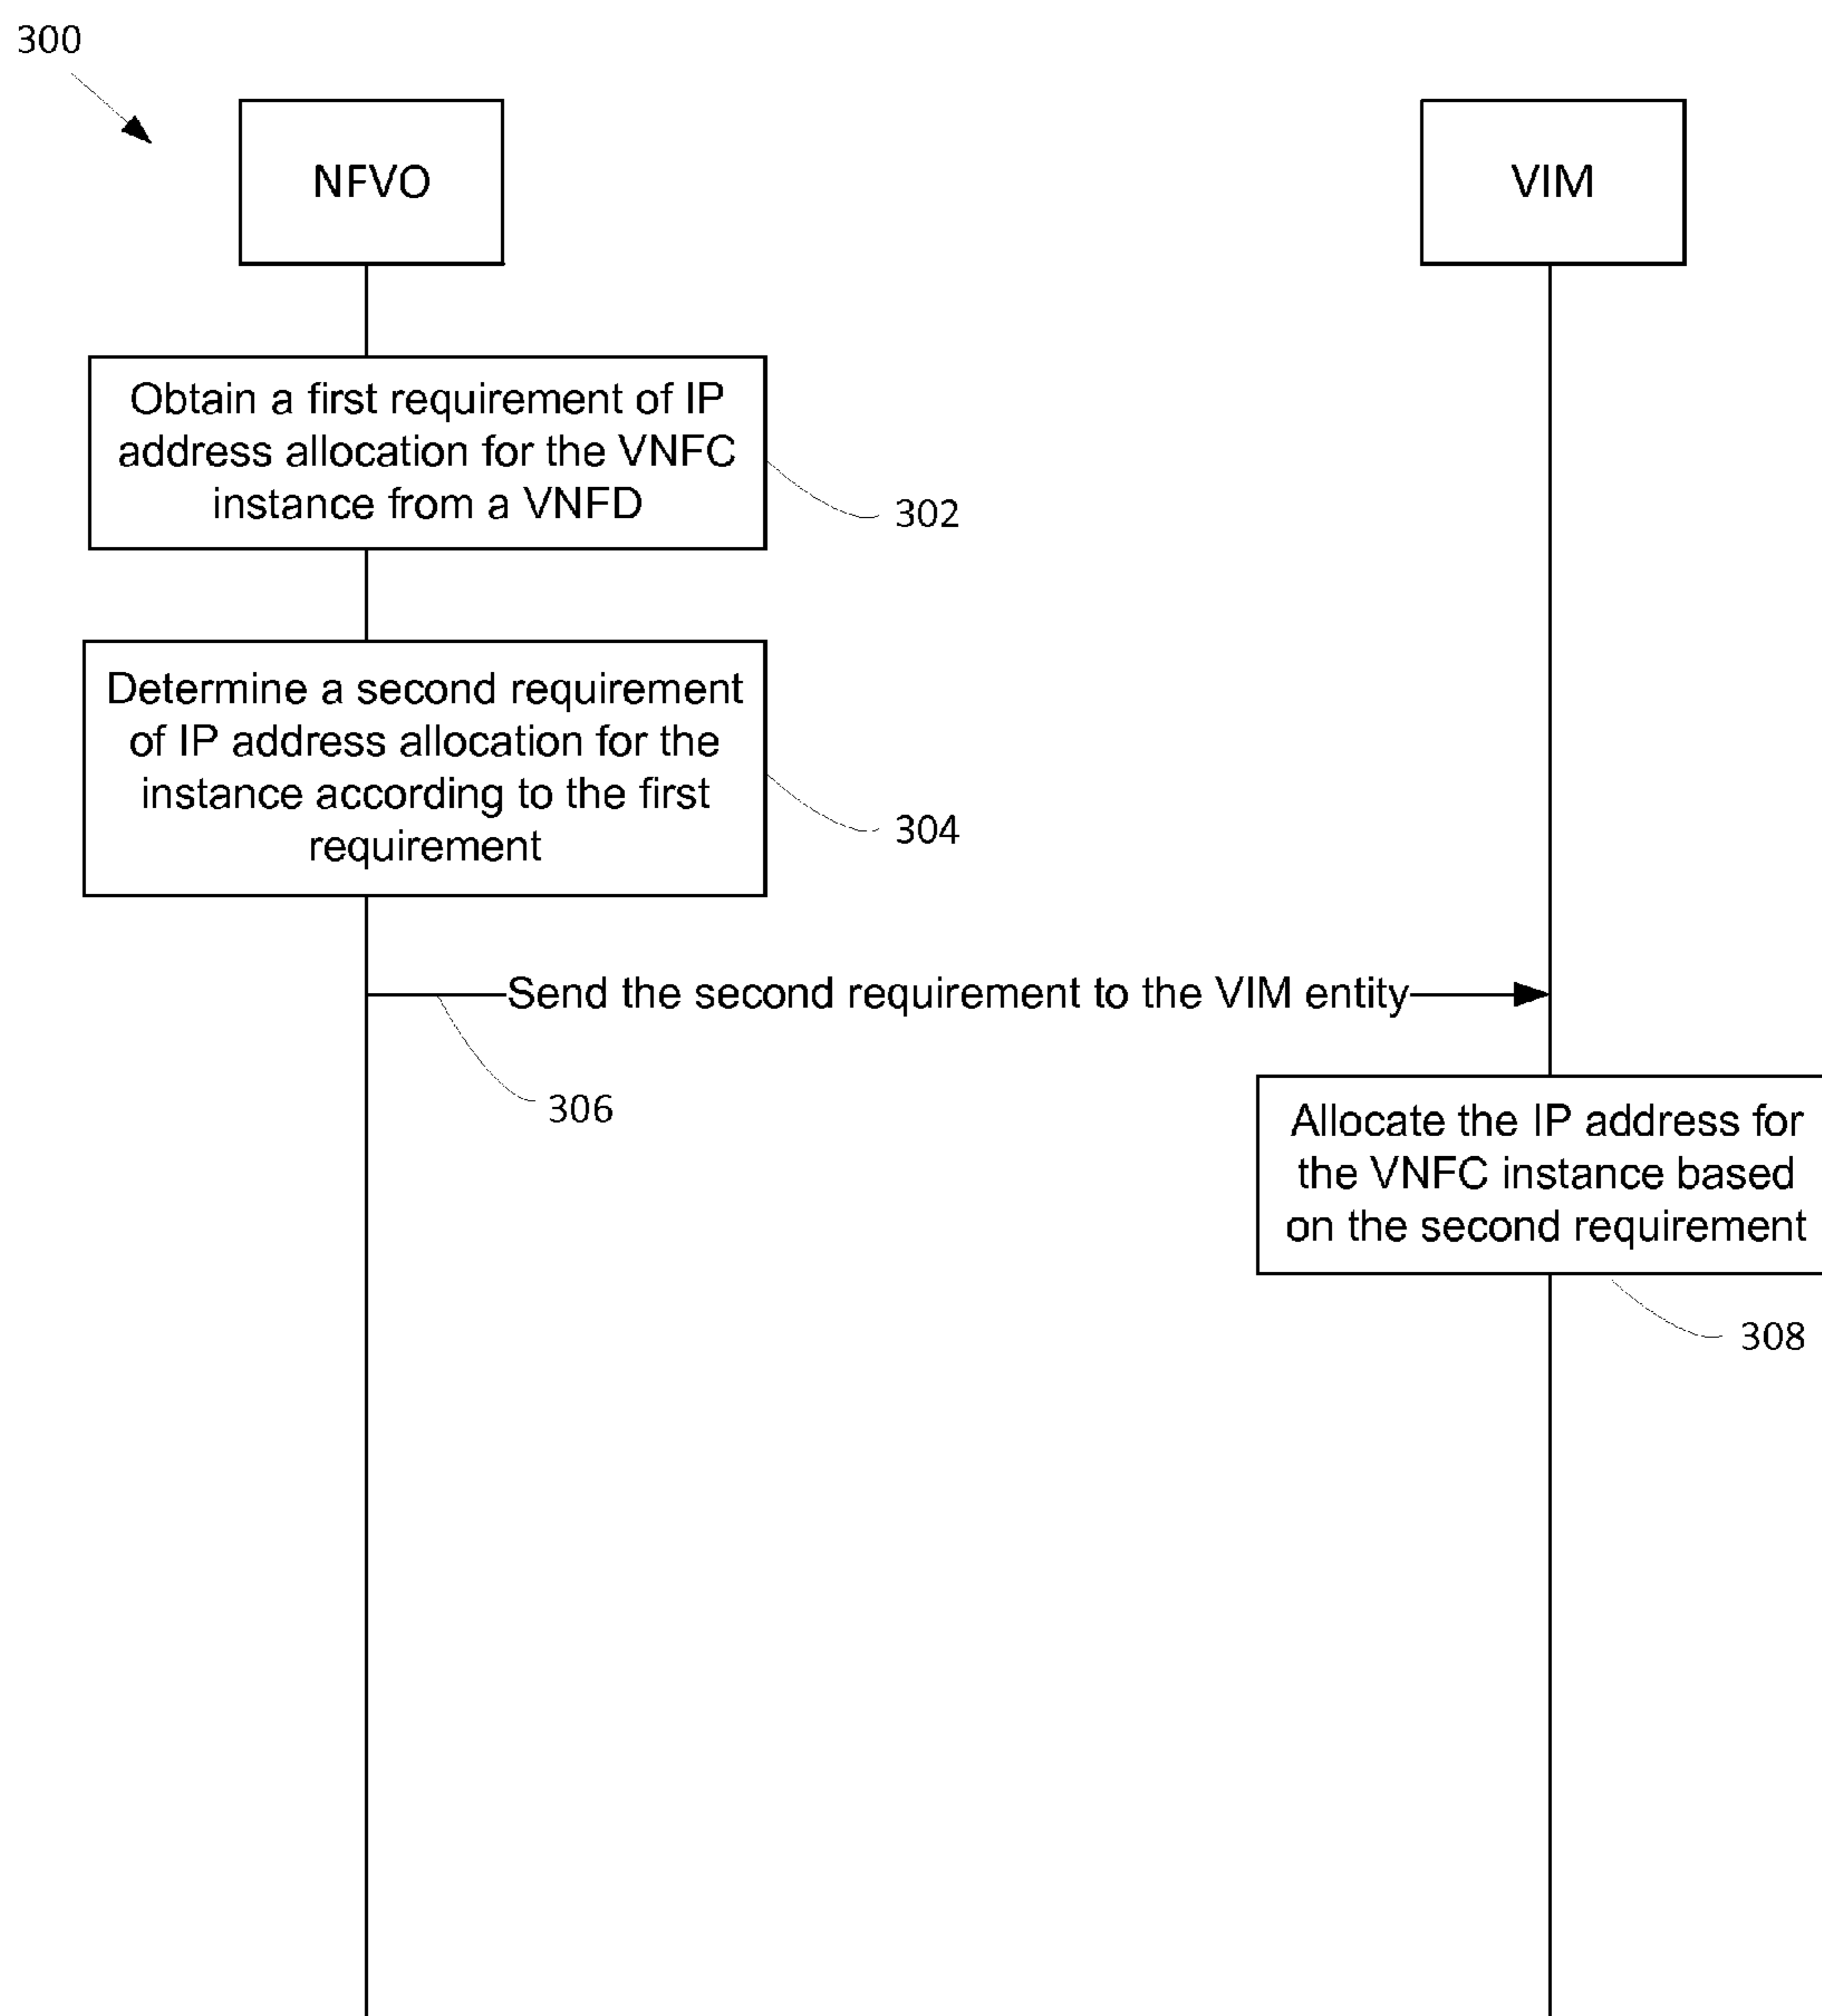 300
NFVO
VIM
Obtain a first requirement of IP
address allocation for the VNFC
instance from a VNFD
302
Determine a second requirement
of IP address allocation for the
instance according to the first
requirement
304
Send the second requirement to the VIM entity
306
Allocate the IP address for
the VNFC instance based
on the second requirement
308